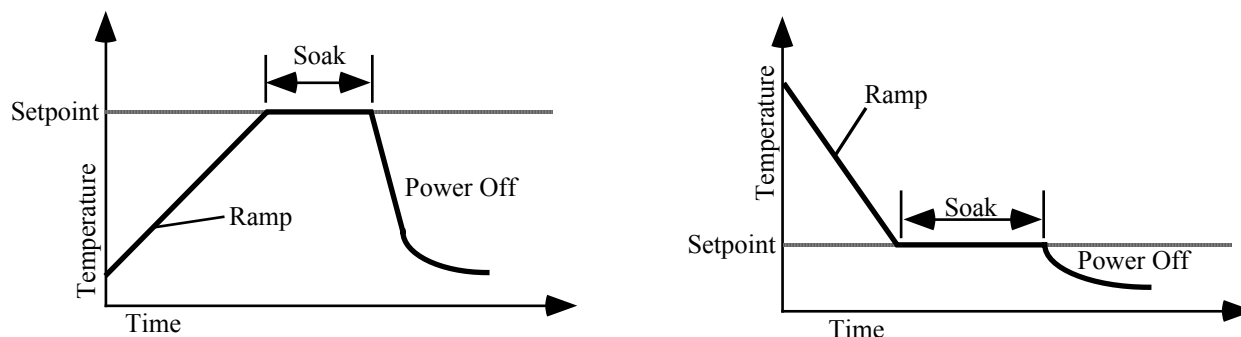 Soak
Setpoint
Temperature
Ramp
Power Off
Time
Temperature
Ramp
Soak
Setpoint
Power Off
Time